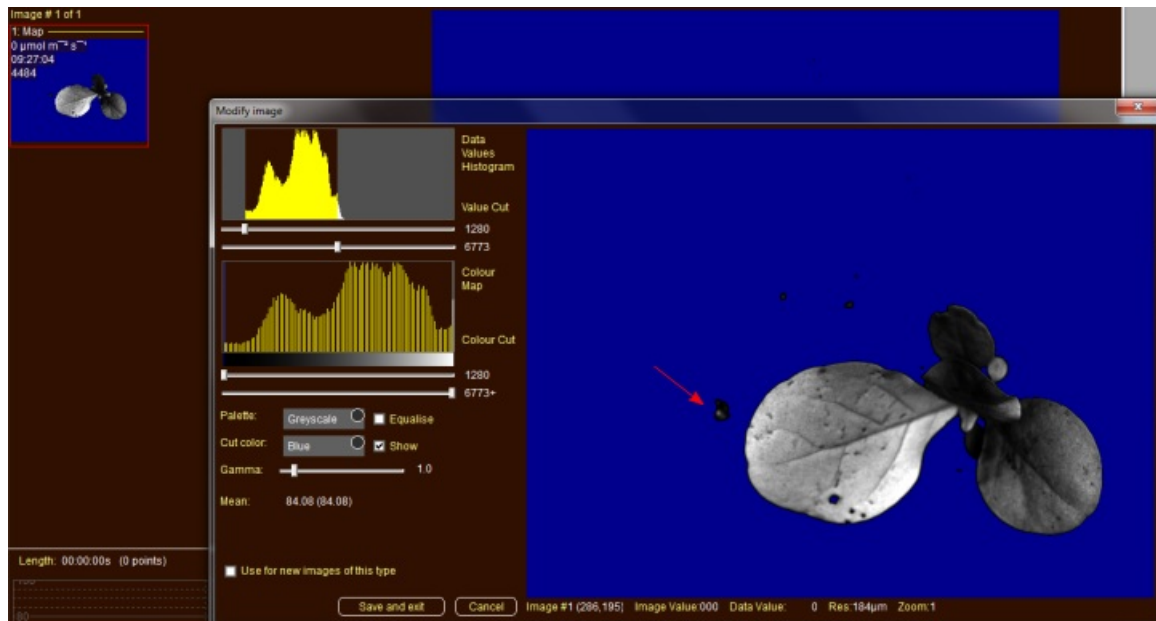 Image # 1 of 1
1: Map
0 µmol m⁻² s⁻¹
09:27:04
4484
Modify image
x
Data
Values
Histogram
Value Cut
1280
6773
Colour
Map
Colour Cut
1280
6773+
Palette: Greyscale Equalise
Cut color: Blue Show
Gamma: 1.0
Mean: 84.08 (84.08)
Length: 00:00:00s (0 points)
Use for new images of this type
80
Save and exit Cancel Image #1 (286,195) Image Value:000 Data Value: 0 Res:184µm Zoom:1